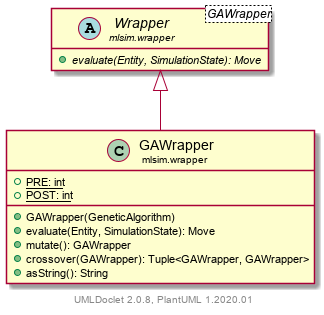 GAWrapper
A
Wrapper
mlsim.wrapper
evaluate(Entity, SimulationState): Move
C
GAWrapper
mlsim.wrapper
PRE: int
POST: int
GAWrapper(GeneticAlgorithm)
evaluate(Entity, SimulationState): Move
mutate(): GAWrapper
crossover(GAWrapper): Tuple<GAWrapper, GAWrapper>
asString(): String
UMLDoclet 2.0.8, PlantUML 1.2020.01